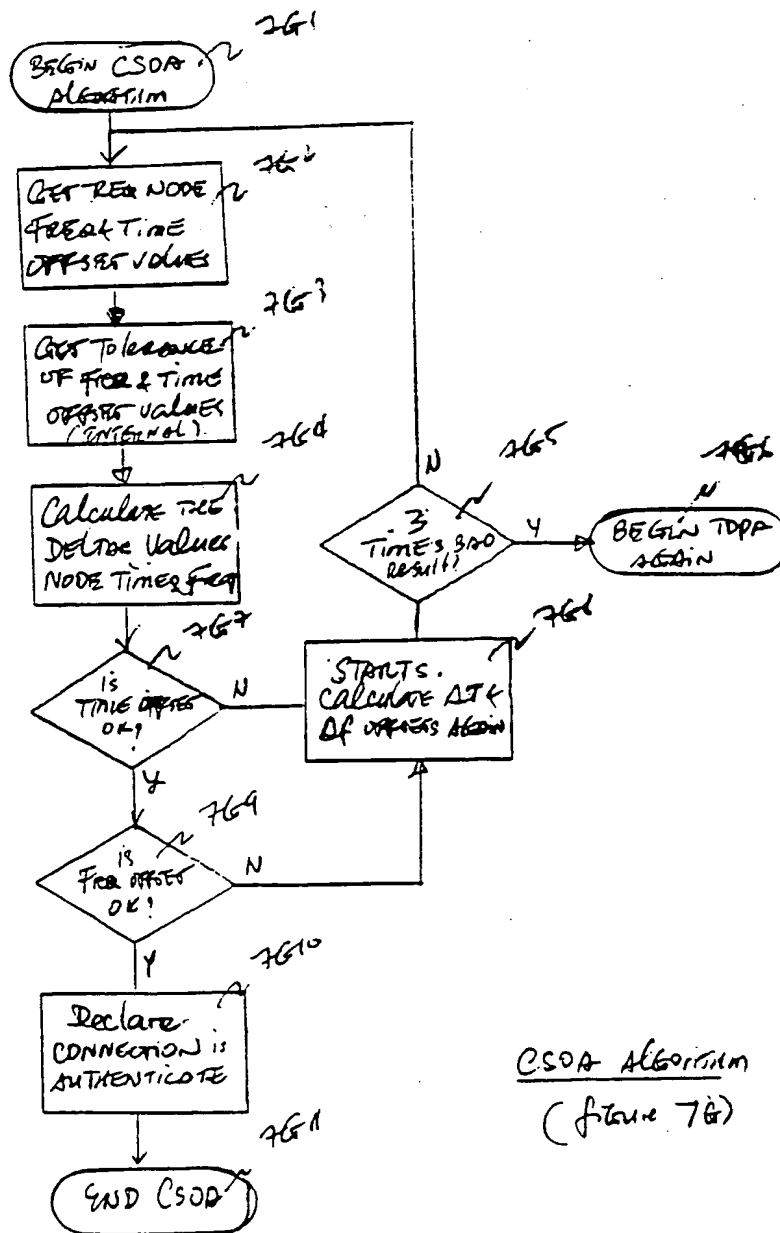 7G1
BEGIN CSOA
ALGORITHM
7G2
GET REQ NODE
FREQ & TIME
OFFSET VALUES
7G3
GET TOLERANCE
OF FREQ & TIME
OFFSET VALUES
(INTERNAL)
7G4
Calculate THE
DELTA Values
NODE TIME & FREQ
7G5
3
TIMES BAD
RESULT?
N
Y
7G6
BEGIN TDPA
AGAIN
7G7
is
TIME OFFSET
OK?
N
Y
7G8
STARTS.
CALCULATE ΔT &
Δf OFFSETS AGAIN
7G9
is
FREQ OFFSET
OK?
N
Y
7G10
Declare
CONNECTION is
AUTHENTICATE
7G11
END CSOA
CSOA ALGORITHM
(figure 7G)